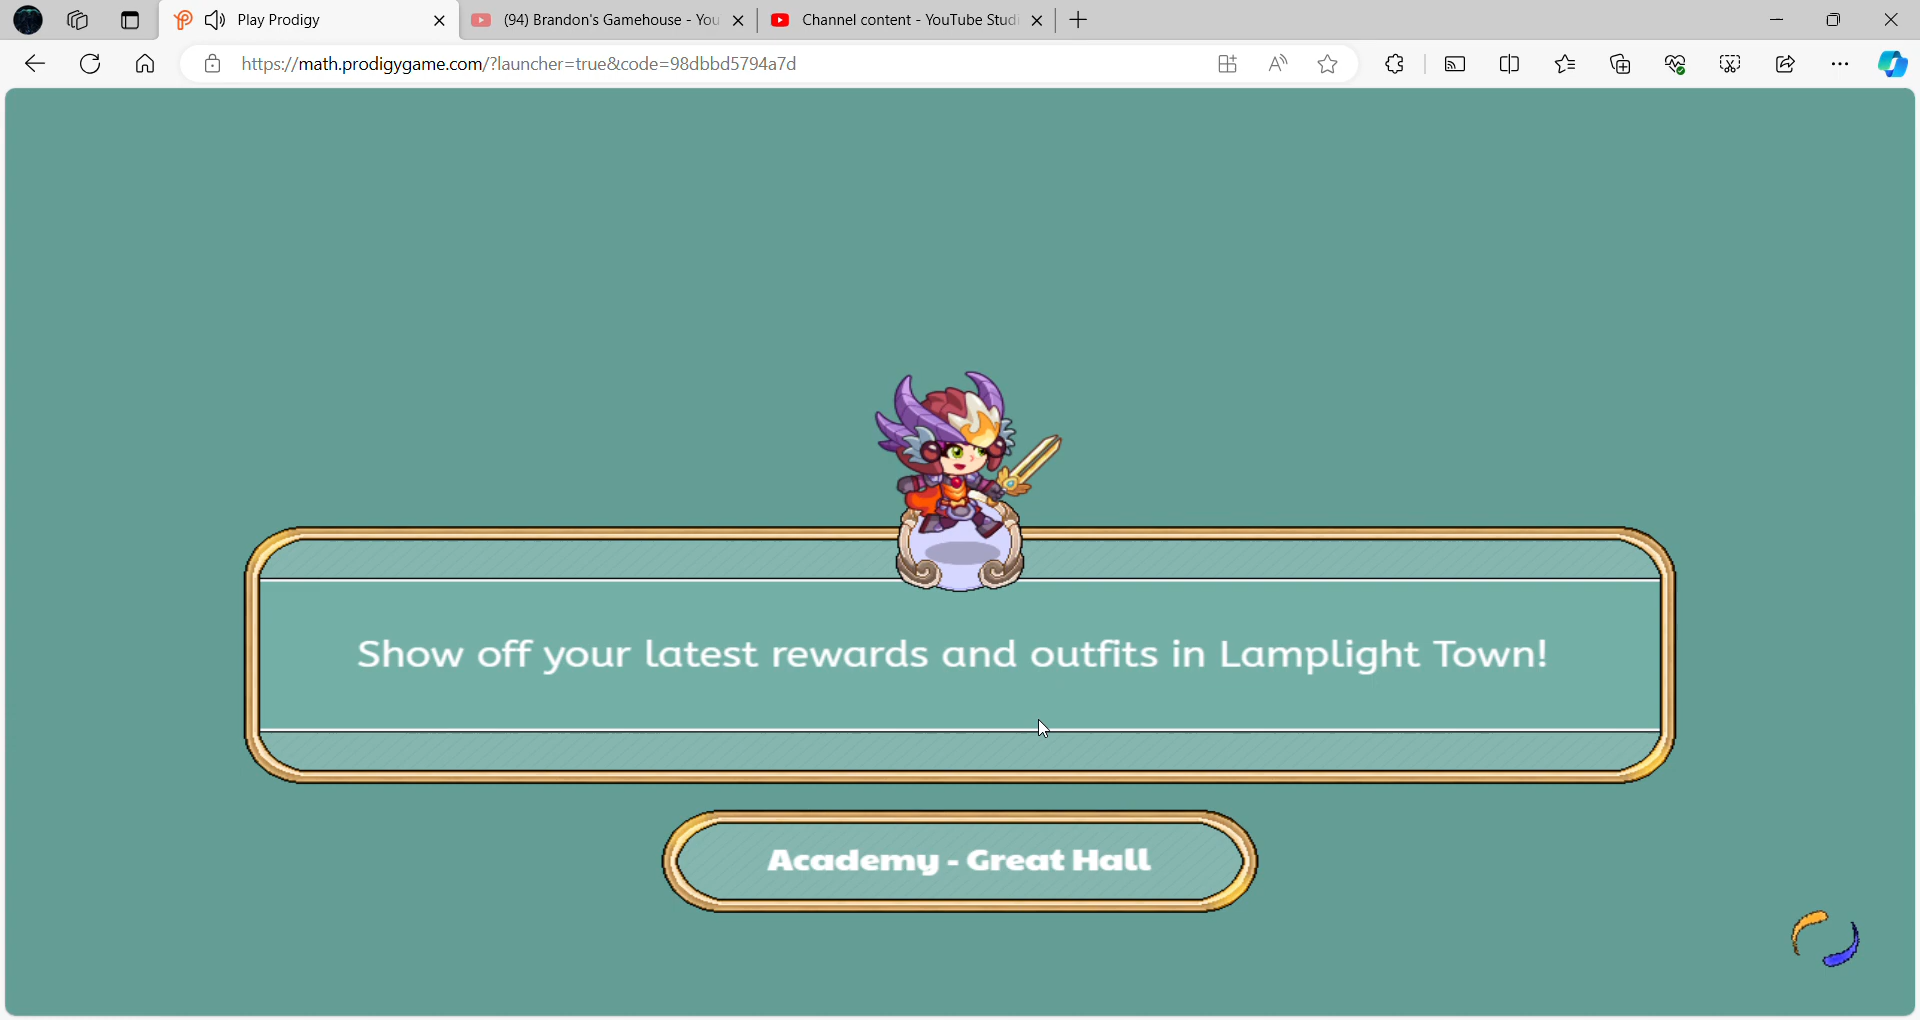 Play Prodigy
(94) Brandon's Gamehouse - You
Channel content - YouTube Studi
https://math.prodigygame.com/?launcher=true&code=98dbbd5794a7d
Show off your latest rewards and outfits in Lamplight Town!
Academy - Great Hall